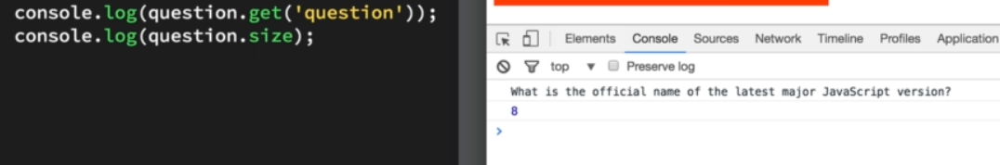 console.log(question.get('question'));
console.log(question.size);
Elements Console Sources Network Timeline Profiles Application
top ▼ Preserve log
What is the official name of the latest major JavaScript version?
8
>